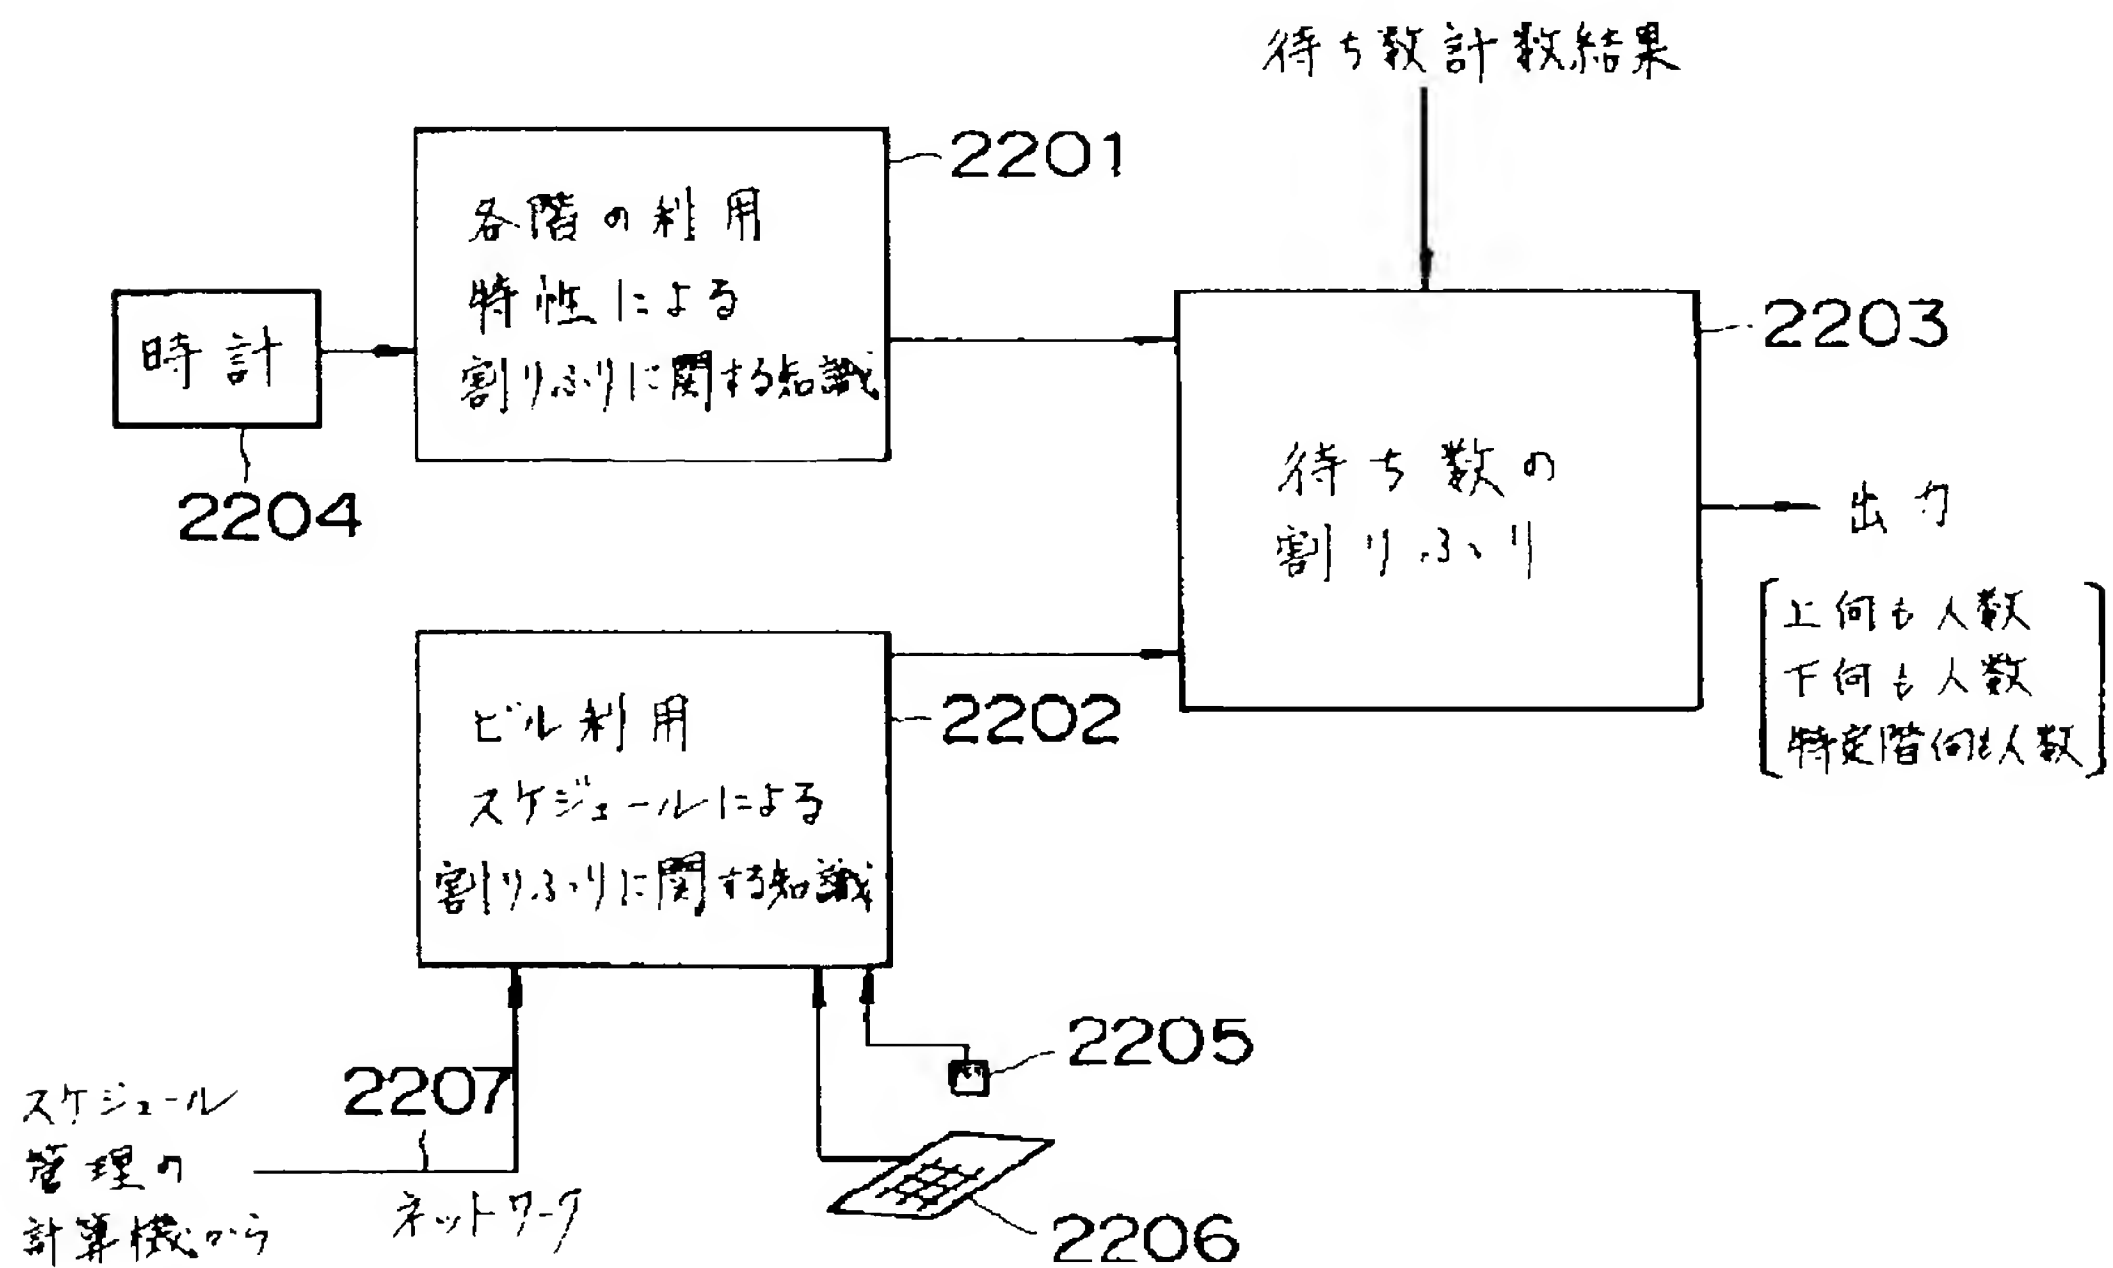 待ち数計数結果
2201
各階の利用
特性による
割りふりに関する知識
時計
2204
2203
待ち数の
割りふり
出力
上向き人数
下向き人数
特定階向き人数
2202
ビル利用
スケジュールによる
割りふりに関する知識
2205
2207
スケジュール
管理の
計算機から
ネットワーク
2206